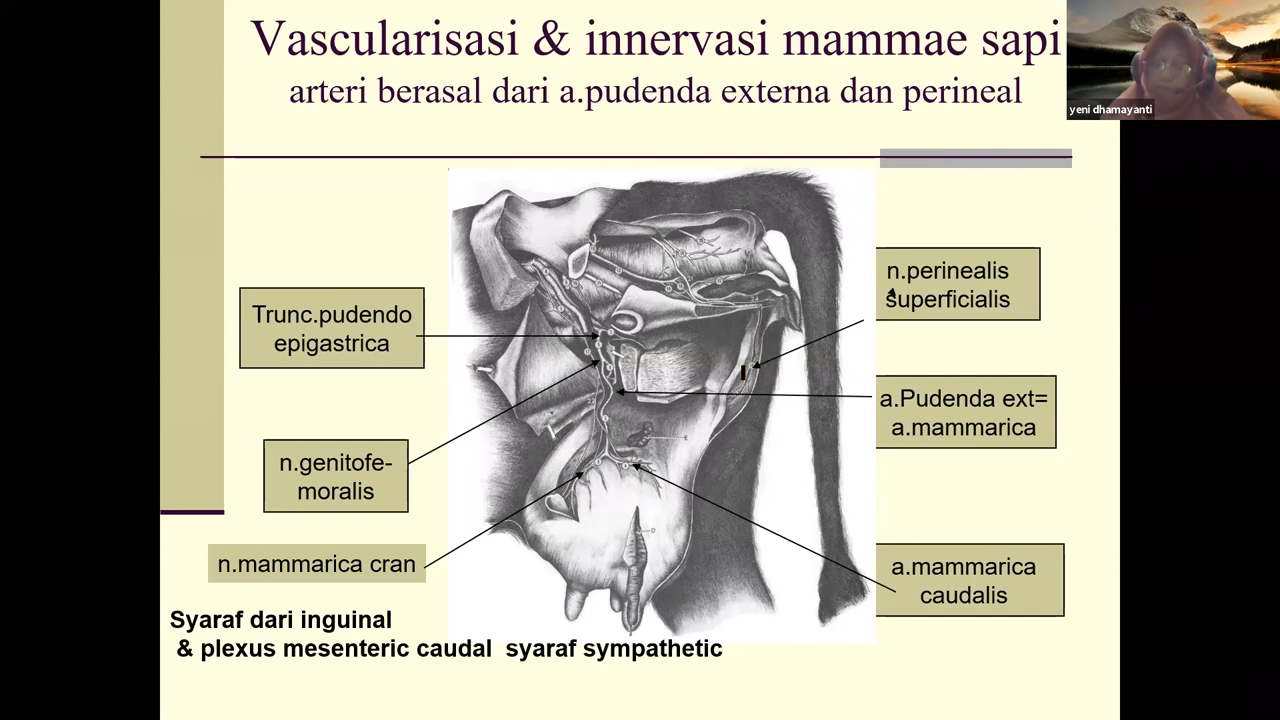 Vascularisasi & innervasi mammae sapi
arteri berasal dari a.pudenda externa dan perineal
yeni dhamayanti
n.perinealis
superficialis
Trunc.pudendo
epigastrica
a.Pudenda ext=
a.mammarica
n.genitofe-
moralis
n.mammarica cran
a.mammarica
caudalis
Syaraf dari inguinal
& plexus mesenteric caudal syaraf sympathetic